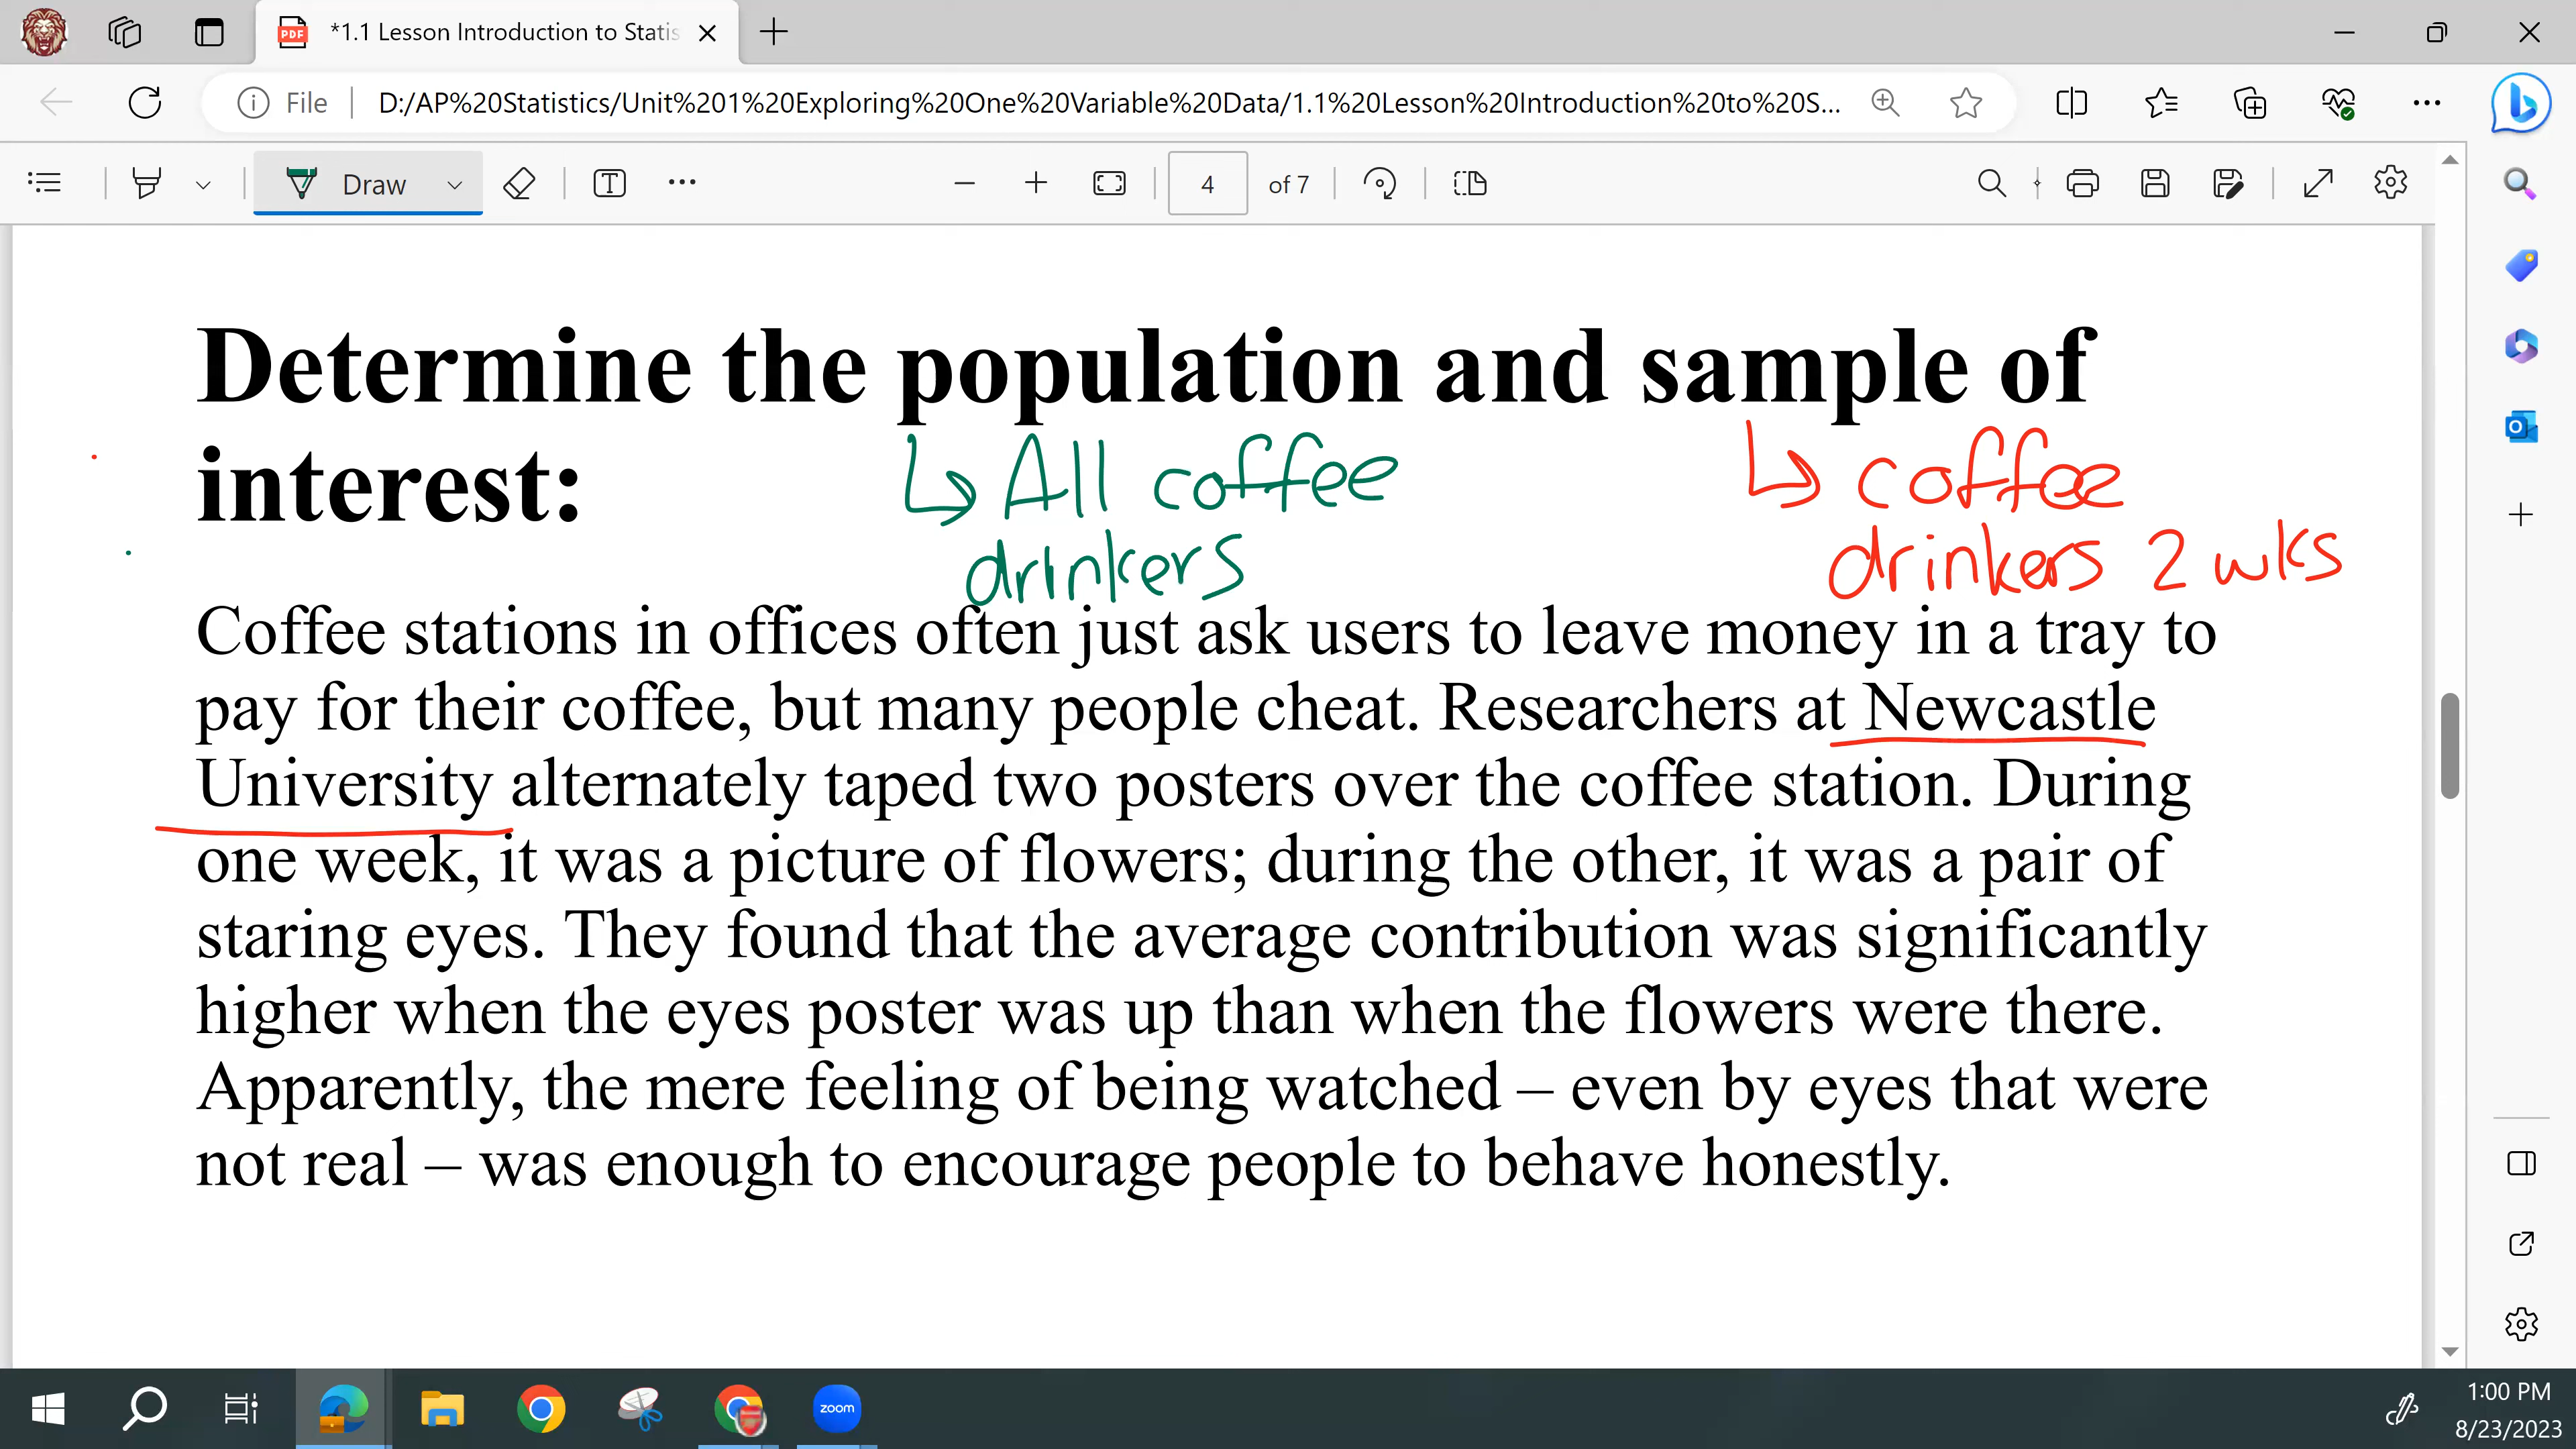 *1.1 Lesson Introduction to Statis
File
D:/AP%20Statistics/Unit%201%20Exploring%20One%20Variable%20Data/1.1%20Lesson%20Introduction%20to%20S...
Draw
4
of 7
Determine the population and sample of
interest:
All coffee
drinkers
coffee
drinkers 2 wks
Coffee stations in offices often just ask users to leave money in a tray to
pay for their coffee, but many people cheat. Researchers at Newcastle
University alternately taped two posters over the coffee station. During
one week, it was a picture of flowers; during the other, it was a pair of
staring eyes. They found that the average contribution was significantly
higher when the eyes poster was up than when the flowers were there.
Apparently, the mere feeling of being watched – even by eyes that were
not real – was enough to encourage people to behave honestly.
zoom
1:00 PM
8/23/2023